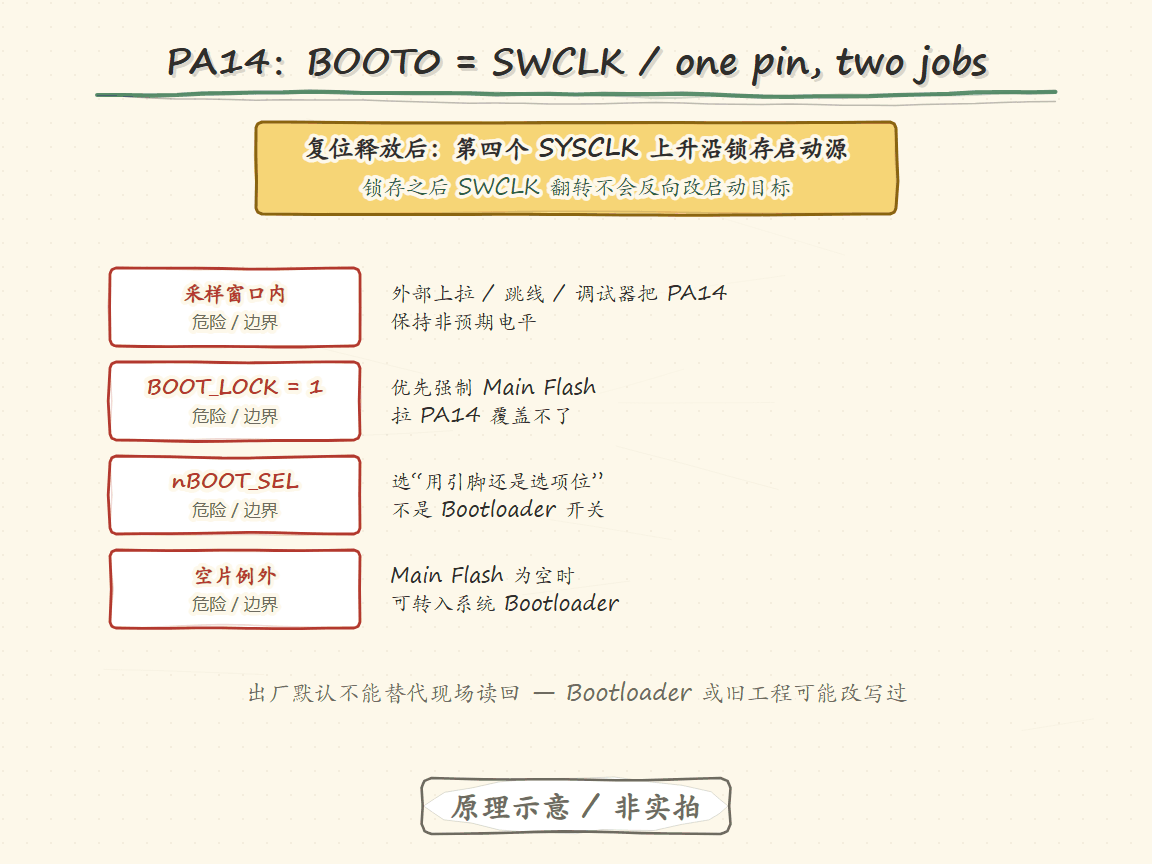 PA14: BOOT0 = SWCLK / one pin, two jobs
复位释放后：第四个 SYSCLK 上升沿锁存启动源
锁存之后 SWCLK 翻转不会反向改启动目标
采样窗口内
危险 / 边界
外部上拉 / 跳线 / 调试器把 PA14
保持非预期电平
BOOT_LOCK = 1
危险 / 边界
优先强制 Main Flash
拉 PA14 覆盖不了
nBOOT_SEL
危险 / 边界
选“用引脚还是选项位”
不是 Bootloader 开关
空片例外
危险 / 边界
Main Flash 为空时
可转入系统 Bootloader
出厂默认不能替代现场读回 — Bootloader 或旧工程可能改写过
原理示意 / 非实拍